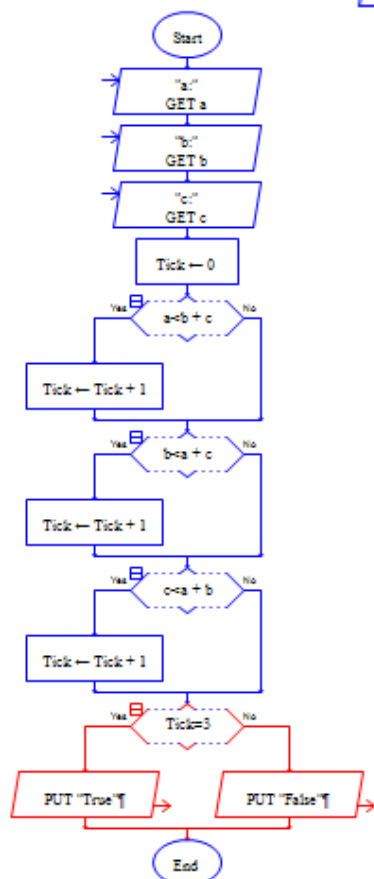 Start
"a:"
GET a
"b:"
GET b
"c:"
GET c
Tick ← 0
Yes
a<b + c
No
Tick ← Tick + 1
Yes
b<a + c
No
Tick ← Tick + 1
Yes
c<a + b
No
Tick ← Tick + 1
Yes
Tick=3
No
PUT "True"¶
PUT "False"¶
End